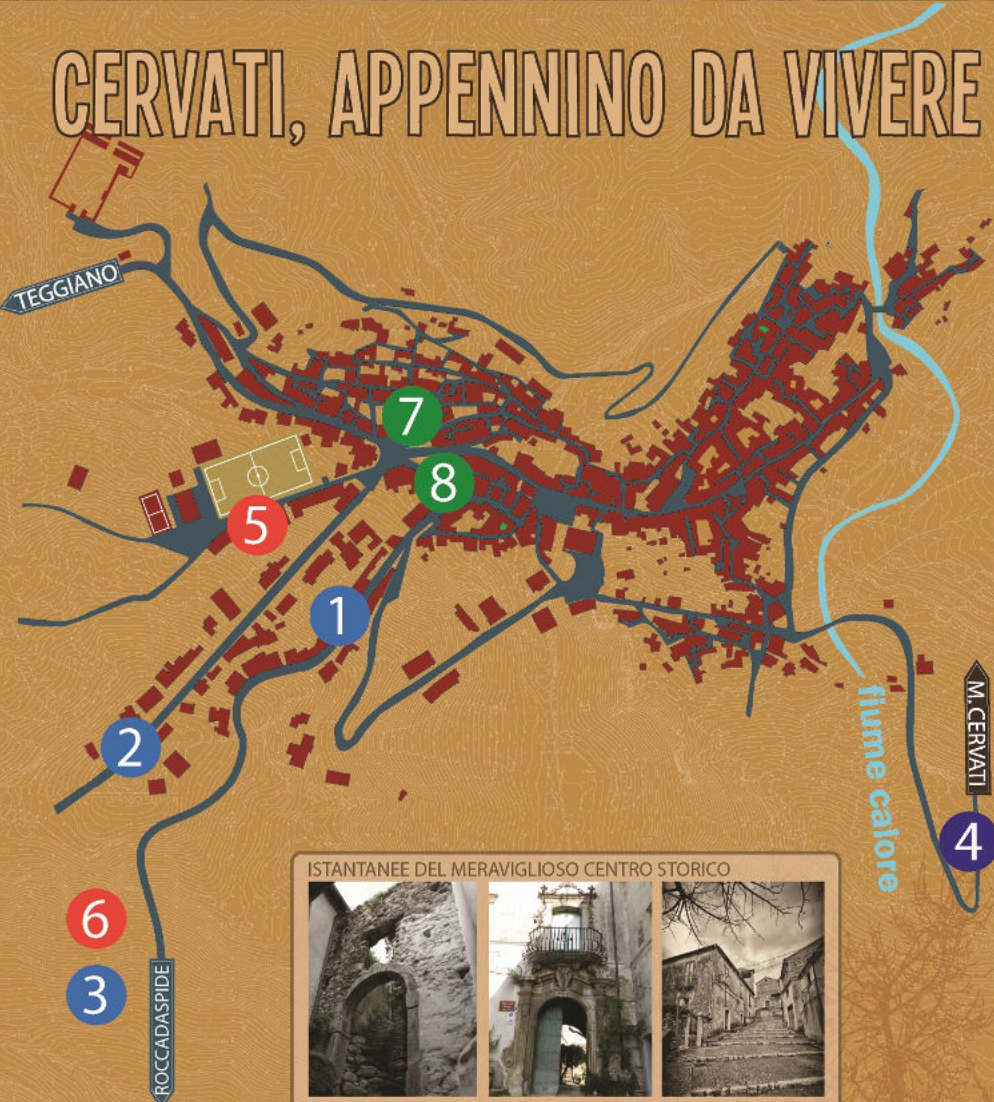 CERVATI, APPENNINO DA VIVERE
TEGGIANO
7
8
5
1
2
M. CERVATI
fiume calore
4
6
3
ROCCADASPIDE
ISTANTANEE DEL MERAVIGLIOSO CENTRO STORICO